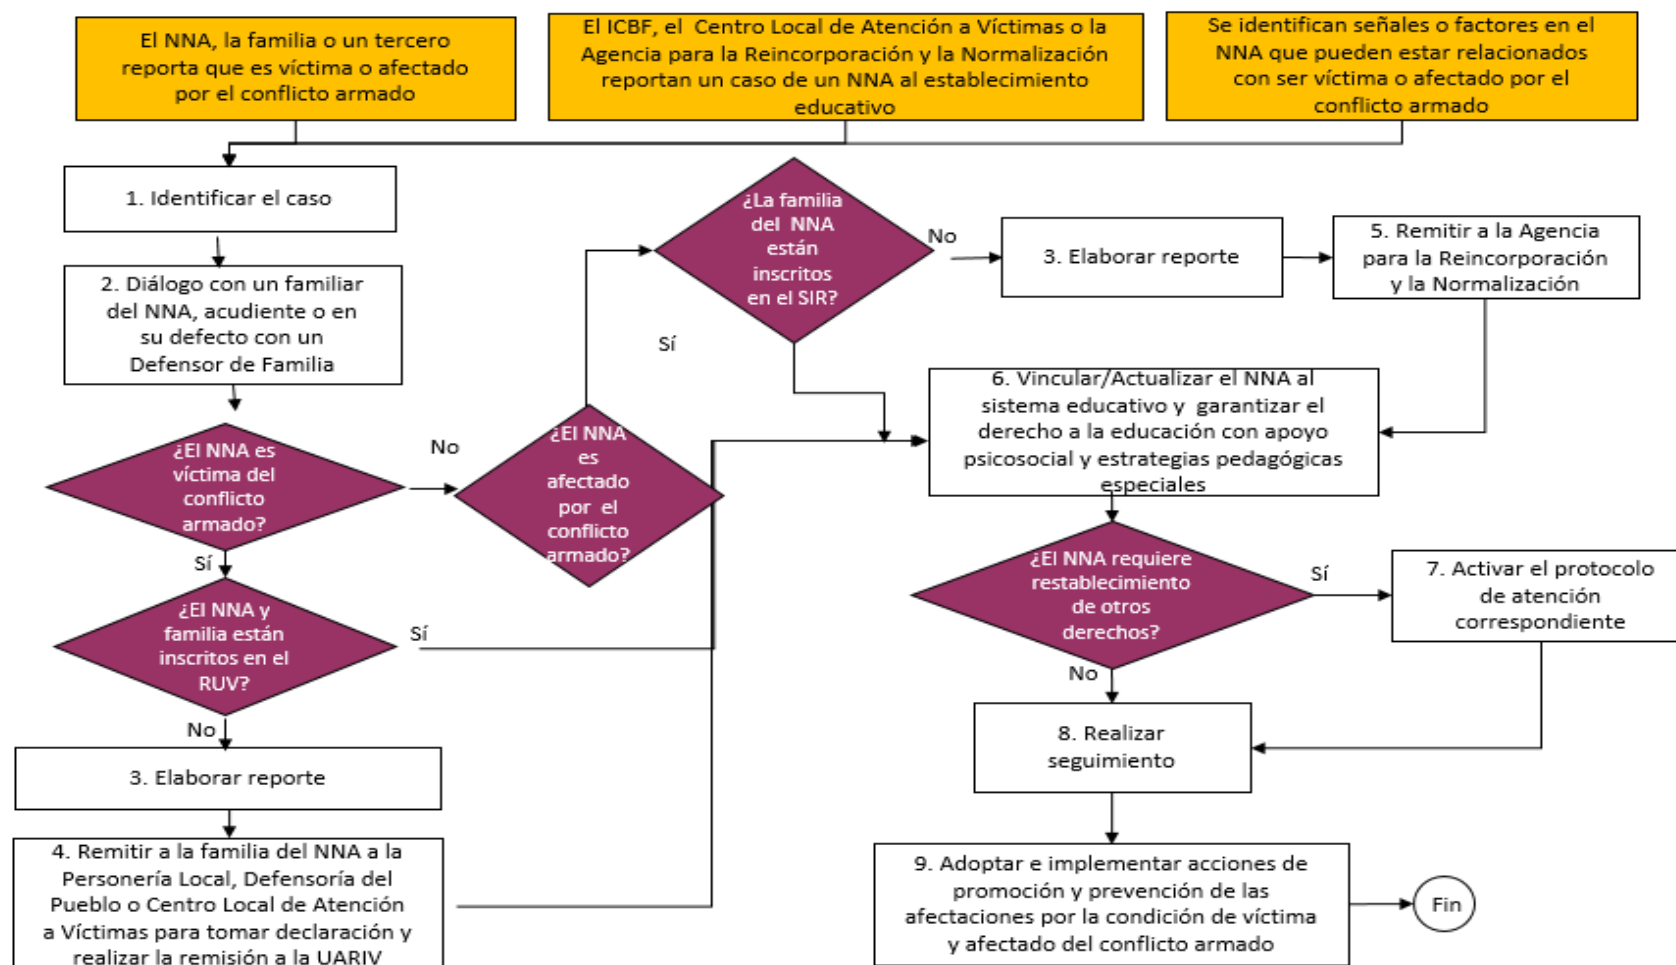 El NNA, la familia o un tercero
reporta que es víctima o afectado
por el conflicto armado
El ICBF, el Centro Local de Atención a Víctimas o la
Agencia para la Reincorporación y la Normalización
reportan un caso de un NNA al establecimiento
educativo
Se identifican señales o factores en el
NNA que pueden estar relacionados
con ser víctima o afectado por el
conflicto armado
1. Identificar el caso
2. Diálogo con un familiar
del NNA, acudiente o en
su defecto con un
Defensor de Familia
¿El NNA es
víctima del
conflicto
armado?
No
Sí
¿El NNA y
familia están
inscritos en el
RUV?
Sí
No
3. Elaborar reporte
4. Remitir a la familia del NNA a la
Personería Local, Defensoría del
Pueblo o Centro Local de Atención
a Víctimas para tomar declaración y
realizar la remisión a la UARIV
¿El NNA
es
afectado
por el
conflicto
armado?
¿La familia
del NNA
están
inscritos
en el SIR?
No
Sí
3. Elaborar reporte
5. Remitir a la Agencia
para la Reincorporación
y la Normalización
6. Vincular/Actualizar el NNA al
sistema educativo y garantizar el
derecho a la educación con apoyo
psicosocial y estrategias pedagógicas
especiales
¿El NNA requiere
restablecimiento
de otros
derechos?
Sí
No
7. Activar el protocolo
de atención
correspondiente
8. Realizar
seguimiento
9. Adoptar e implementar acciones de
promoción y prevención de las
afectaciones por la condición de víctima
y afectado del conflicto armado
Fin